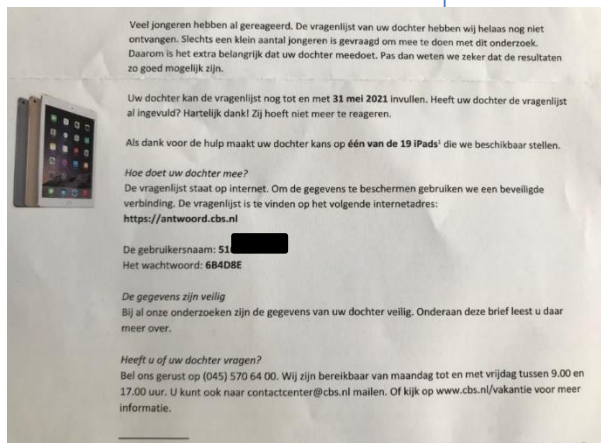 Veel jongeren hebben al gereageerd. De vragenlijst van uw dochter hebben wij helaas nog niet
ontvangen. Slechts een klein aantal jongeren is gevraagd om mee te doen met dit onderzoek.
Daarom is het extra belangrijk dat uw dochter meedoet. Pas dan weten we zeker dat de resultaten
zo goed mogelijk zijn.
Uw dochter kan de vragenlijst nog tot en met 31 mei 2021 invullen. Heeft uw dochter de vragenlijst
al ingevuld? Hartelijk dank! Zij hoeft niet meer te reageren.
Als dank voor de hulp maakt uw dochter kans op één van de 19 iPads¹ die we beschikbaar stellen.
Hoe doet uw dochter mee?
De vragenlijst staat op internet. Om de gegevens te beschermen gebruiken we een beveiligde
verbinding. De vragenlijst is te vinden op het volgende internetadres:
https://antwoord.cbs.nl
De gebruikersnaam: 51
Het wachtwoord: 6B4D8E
De gegevens zijn veilig
Bij al onze onderzoeken zijn de gegevens van uw dochter veilig. Onderaan deze brief leest u daar
meer over.
Heeft u of uw dochter vragen?
Bel ons gerust op (045) 570 64 00. Wij zijn bereikbaar van maandag tot en met vrijdag tussen 9.00 en
17.00 uur. U kunt ook naar contactcenter@cbs.nl mailen. Of kijk op www.cbs.nl/vakantie voor meer
informatie.